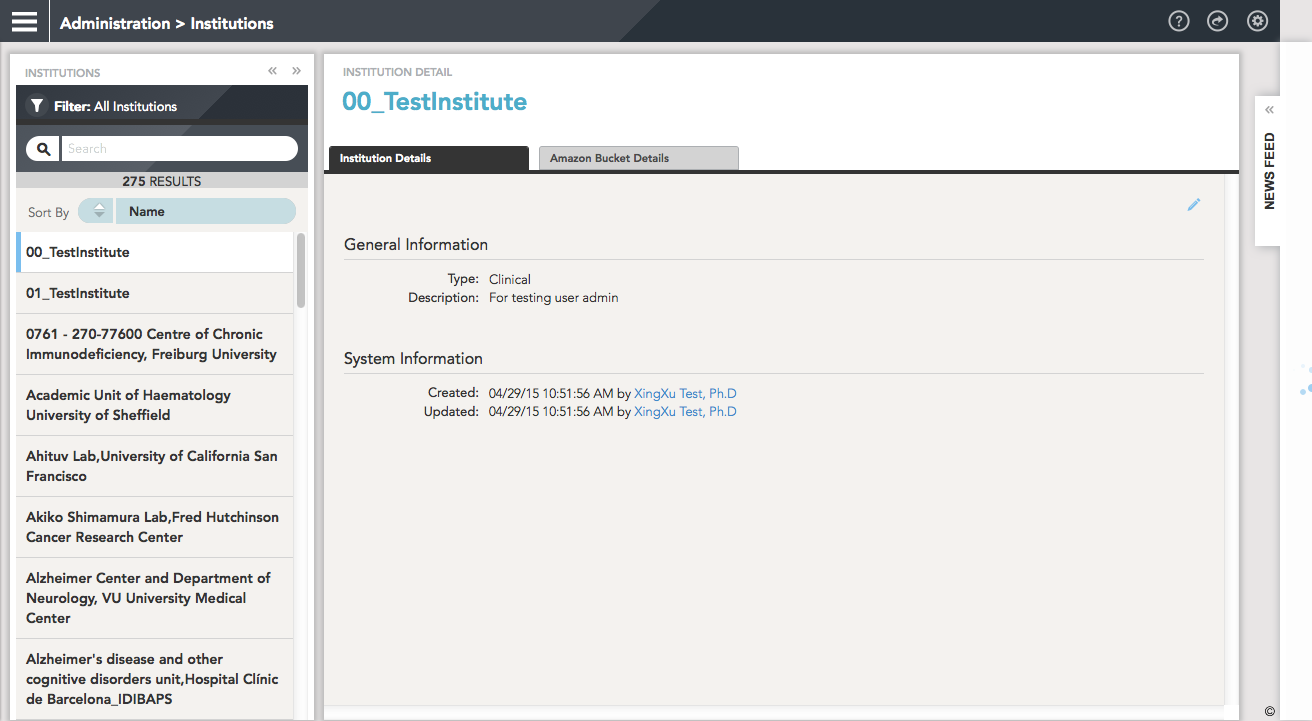 Administration > Institutions
INSTITUTIONS
Filter: All Institutions
Search
275 RESULTS
Sort By Name
00_TestInstitute
01_TestInstitute
0761 - 270-77600 Centre of Chronic
Immunodeficiency, Freiburg University
Academic Unit of Haematology
University of Sheffield
Ahituv Lab,University of California San
Francisco
Akiko Shimamura Lab,Fred Hutchinson
Cancer Research Center
Alzheimer Center and Department of
Neurology, VU University Medical
Center
Alzheimer's disease and other
cognitive disorders unit,Hospital Clínic
de Barcelona_IDIBAPS
INSTITUTION DETAIL
00_TestInstitute
Institution Details
Amazon Bucket Details
General Information
Type: Clinical
Description: For testing user admin
System Information
Created: 04/29/15 10:51:56 AM by XingXu Test, Ph.D
Updated: 04/29/15 10:51:56 AM by XingXu Test, Ph.D
NEWS FEED
©